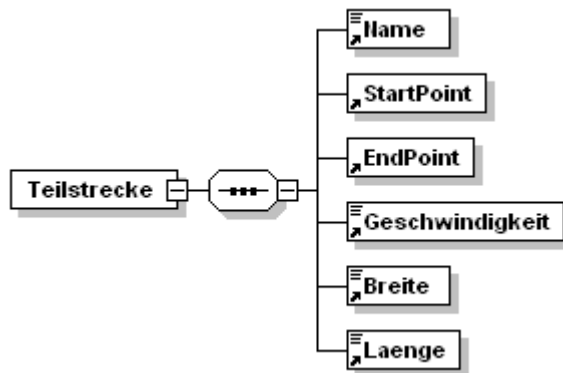 Name
StartPoint
EndPoint
Teilstrecke
Geschwindigkeit
Breite
Laenge